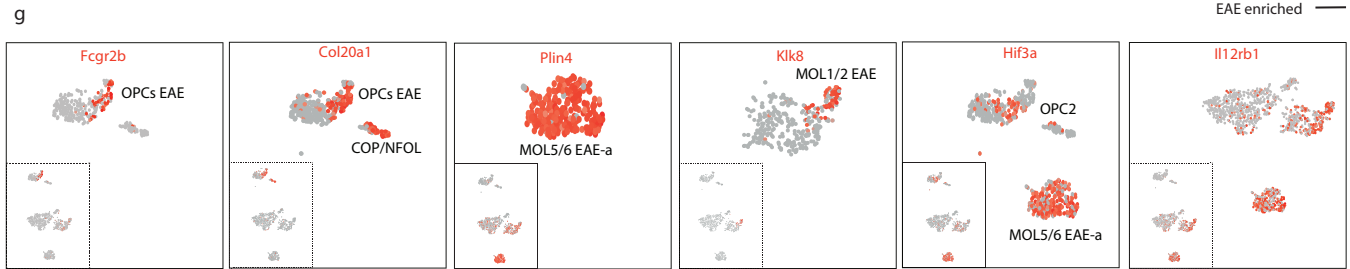 g
EAE enriched
Fcgr2b
OPCs EAE
Col20a1
OPCs EAE
COP/NFOL
Plin4
MOL5/6 EAE-a
Klk8
MOL1/2 EAE
Hif3a
OPC2
MOL5/6 EAE-a
Il12rb1